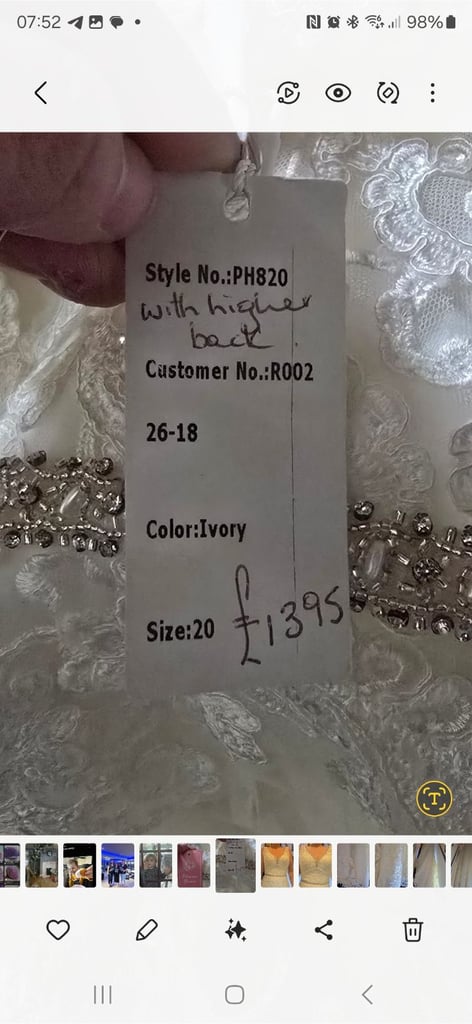 07:52
98%
Style No.:PH820
with higher
back.
Customer No.:R002
26-18
Color:Ivory
Size:20 £1395
T